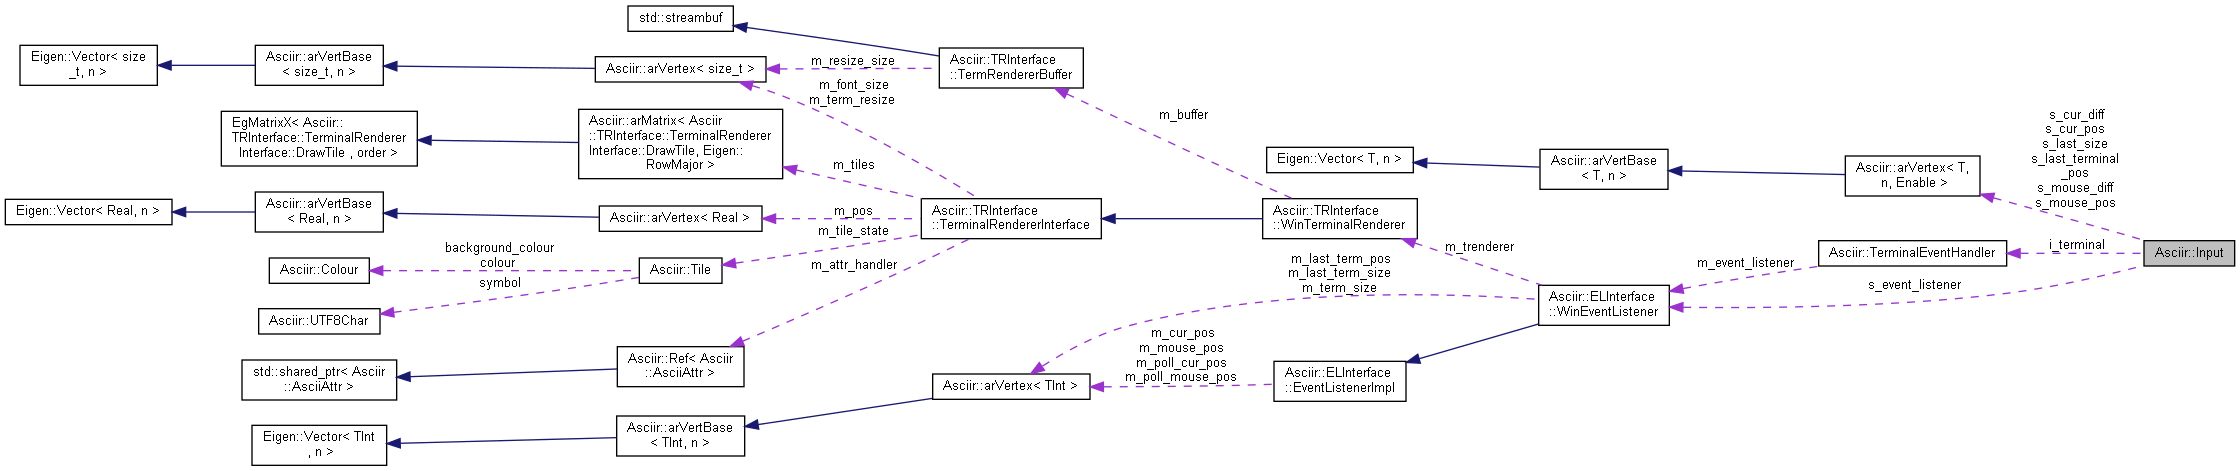 std::streambuf
Eigen::Vector< size
_t, n >
Asciir::arVertBase
< size_t, n >
Asciir::arVertex< size_t >
m_resize_size
Asciir::TRInterface
::TermRendererBuffer
m_font_size
m_term_resize
EgMatrixX< Asciir::
TRInterface::TerminalRenderer
Interface::DrawTile , order >
Asciir::arMatrix< Asciir
::TRInterface::TerminalRenderer
Interface::DrawTile, Eigen::
RowMajor >
m_tiles
m_buffer
Eigen::Vector< T, n >
Asciir::arVertBase
< T, n >
Asciir::arVertex< T,
n, Enable >
s_cur_diff
s_cur_pos
s_last_size
s_last_terminal
_pos
s_mouse_diff
s_mouse_pos
Eigen::Vector< Real, n >
Asciir::arVertBase
< Real, n >
Asciir::arVertex< Real >
m_pos
m_tile_state
Asciir::TRInterface
::TerminalRendererInterface
Asciir::TRInterface
::WinTerminalRenderer
m_trenderer
Asciir::TerminalEventHandler
i_terminal
Asciir::Input
Asciir::Colour
background_colour
colour
symbol
Asciir::Tile
m_attr_handler
m_last_term_pos
m_last_term_size
m_term_size
m_event_listener
s_event_listener
Asciir::ELInterface
::WinEventListener
Asciir::UTF8Char
std::shared_ptr< Asciir
::AsciiAttr >
Asciir::Ref< Asciir
::AsciiAttr >
m_cur_pos
m_mouse_pos
m_poll_cur_pos
m_poll_mouse_pos
Asciir::arVertex< TInt >
Asciir::ELInterface
::EventListenerImpl
Eigen::Vector< TInt
, n >
Asciir::arVertBase
< TInt, n >